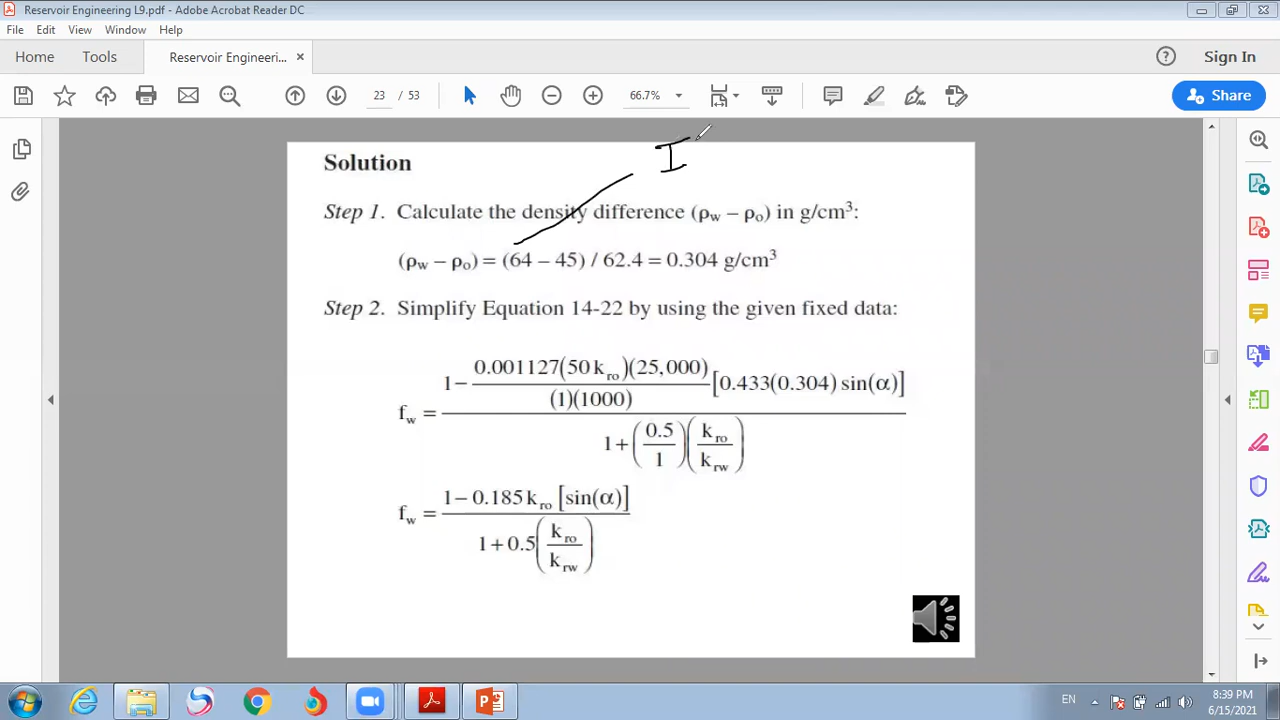 Reservoir Engineering L9.pdf - Adobe Acrobat Reader DC
File Edit View Window Help
Home Tools Reservoir Engineeri... ×
Sign In
23 / 53 66.7% Share
I
Solution
Step 1. Calculate the density difference (ρw – ρo) in g/cm³:
(ρw – ρo) = (64 – 45) / 62.4 = 0.304 g/cm³
Step 2. Simplify Equation 14-22 by using the given fixed data:
fw = (1 − (0.001127(50 kro)(25,000) / (1)(1000)) [0.433(0.304) sin(α)]) / (1 + (0.5/1)(kro/krw))
fw = (1 − 0.185 kro [sin(α)]) / (1 + 0.5(kro/krw))
EN
8:39 PM
6/15/2021